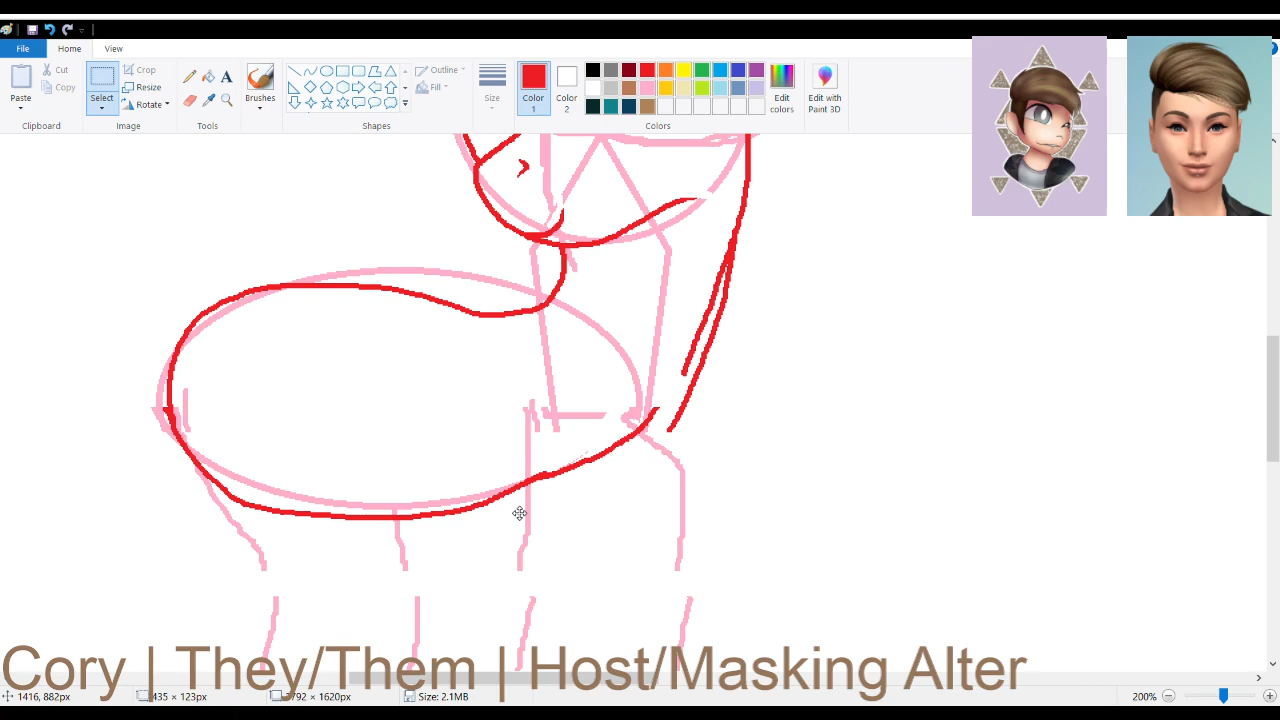 File Home View
Paste Cut Copy Clipboard
Select Crop Resize Rotate Image
Tools
Brushes
Outline Fill Shapes
Size
Color 1 Color 2 Edit colors Colors
Edit with Paint 3D
Cory | They/Them | Host/Masking Alter
1416, 882px 435 × 123px 3792 × 1620px Size: 2.1MB 200%